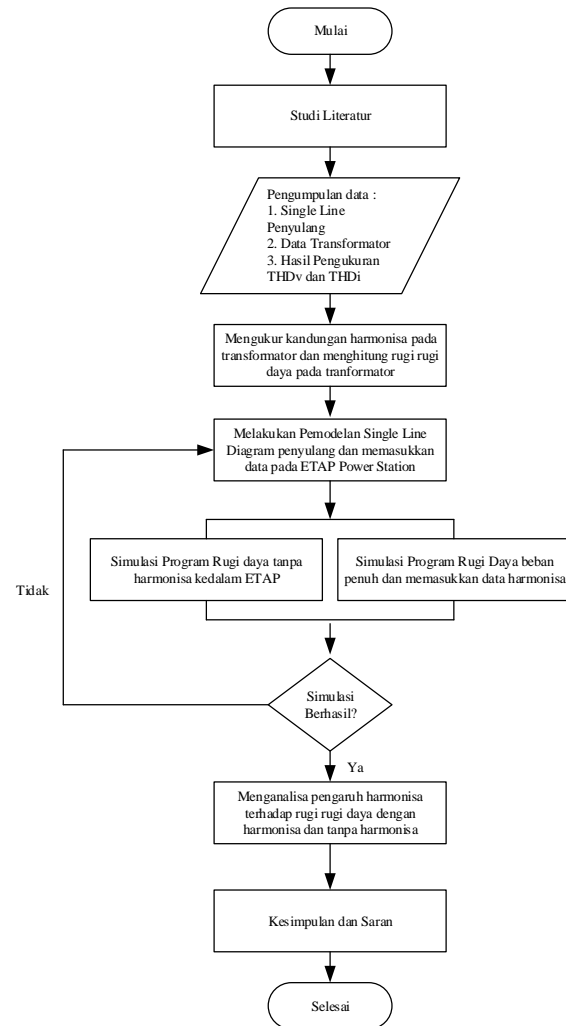 Mulai
Studi Literatur
Pengumpulan data :
1. Single Line
Penyulang
2. Data Transformator
3. Hasil Pengukuran
THDv dan THDi
Mengukur kandungan harmonisa pada
transformator dan menghitung rugi rugi
daya pada tranformator
Melakukan Pemodelan Single Line
Diagram penyulang dan memasukkan
data pada ETAP Power Station
Simulasi Program Rugi daya tanpa
harmonisa kedalam ETAP
Simulasi Program Rugi Daya beban
penuh dan memasukkan data harmonisa
Tidak
Simulasi
Berhasil?
Ya
Menganalisa pengaruh harmonisa
terhadap rugi rugi daya dengan
harmonisa dan tanpa harmonisa
Kesimpulan dan Saran
Selesai